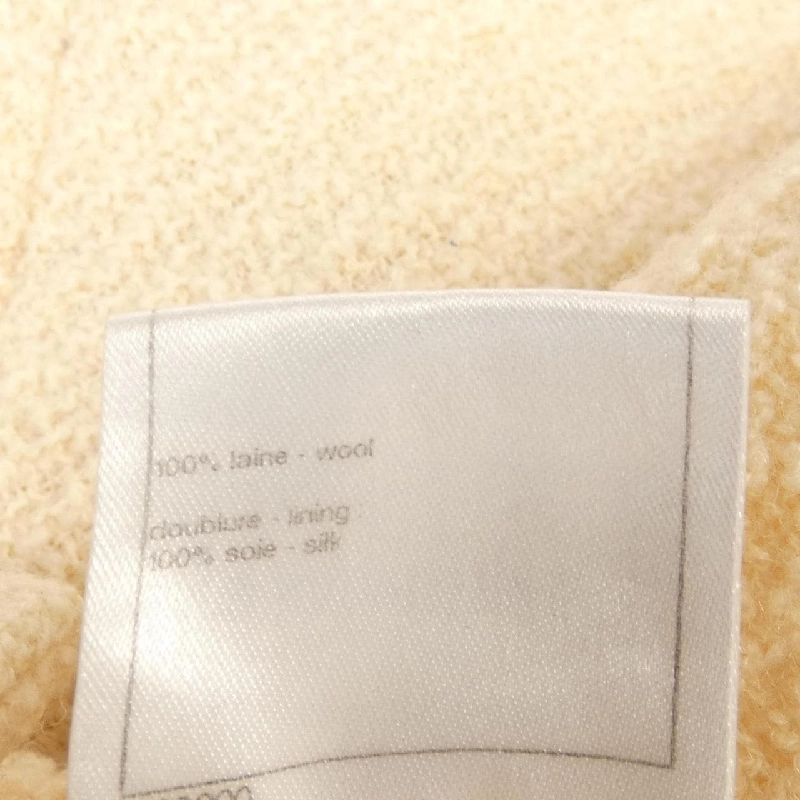 100% laine - wool
doublure - lining
100% soie - silk